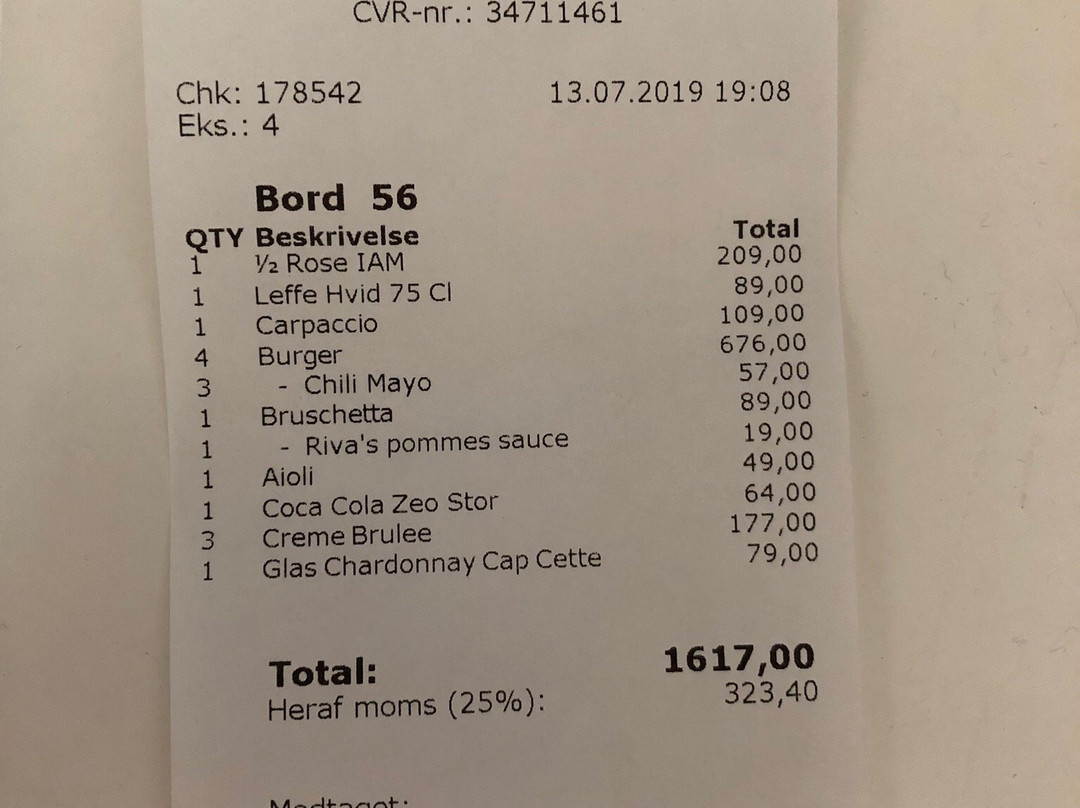 CVR-nr.: 34711461
Chk: 178542 13.07.2019 19:08
Eks.: 4
Bord 56
QTY Beskrivelse Total
1 ½ Rose IAM 209,00
1 Leffe Hvid 75 Cl 89,00
1 Carpaccio 109,00
4 Burger 676,00
3 - Chili Mayo 57,00
1 Bruschetta 89,00
1 - Riva's pommes sauce 19,00
1 Aioli 49,00
1 Coca Cola Zeo Stor 64,00
3 Creme Brulee 177,00
1 Glas Chardonnay Cap Cette 79,00
Total: 1617,00
Heraf moms (25%): 323,40
Modtaget: